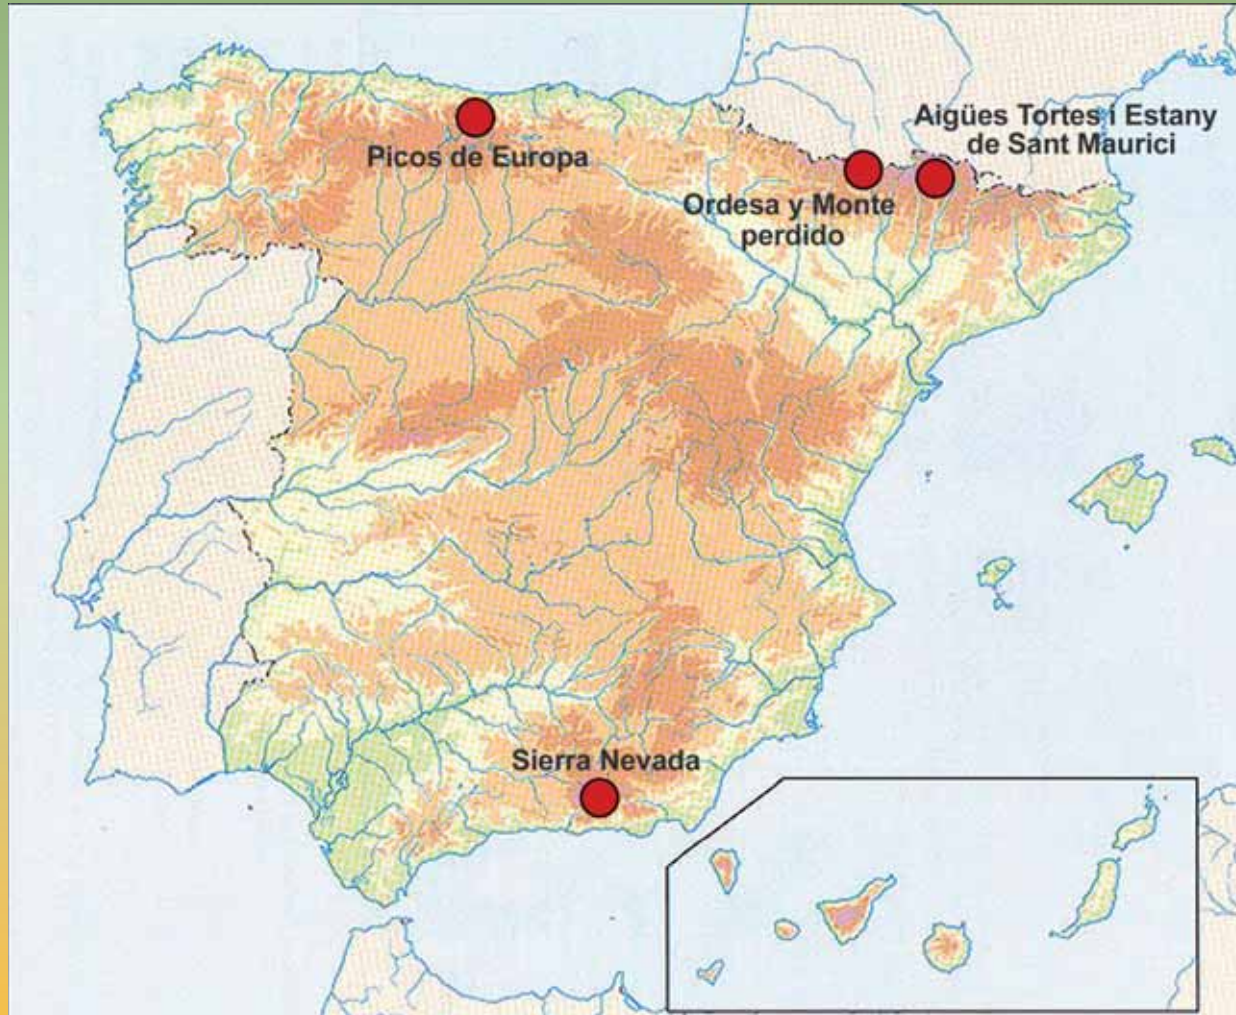 Picos de Europa
Aigües Tortes i Estany
de Sant Maurici
Ordesa y Monte
perdido
Sierra Nevada